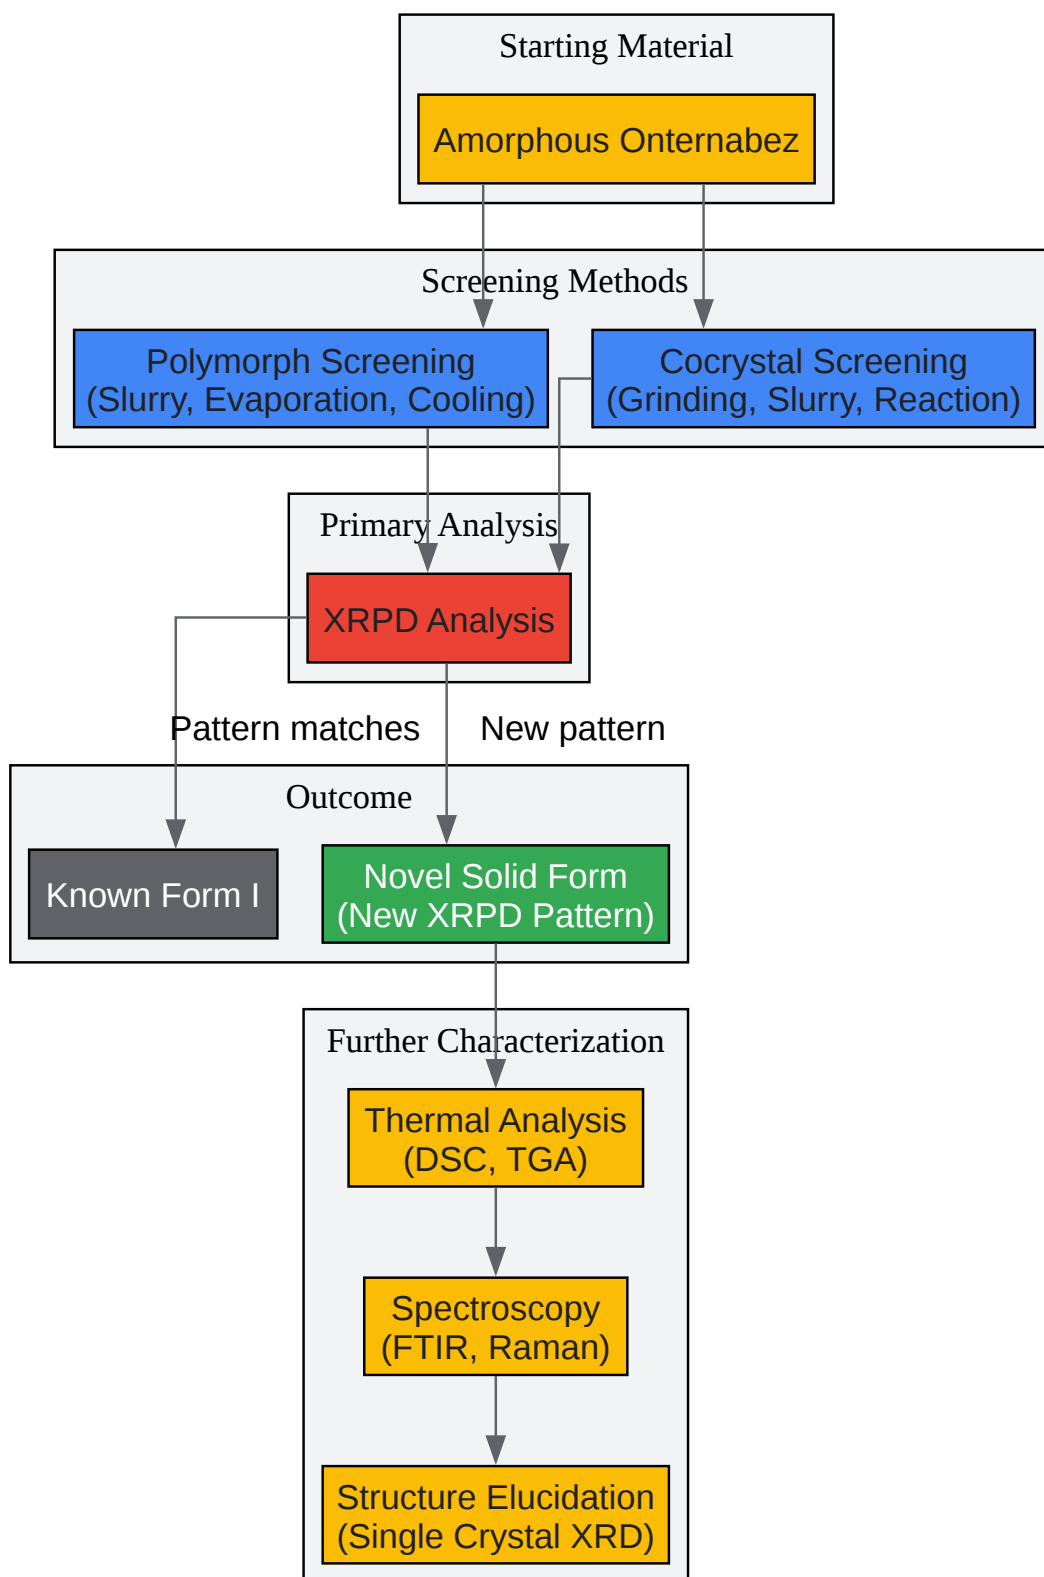 Starting Material
Amorphous Onternabez
Screening Methods
Polymorph Screening
(Slurry, Evaporation, Cooling)
Cocrystal Screening
(Grinding, Slurry, Reaction)
Primary Analysis
XRPD Analysis
Pattern matches
New pattern
Outcome
Known Form I
Novel Solid Form
(New XRPD Pattern)
Further Characterization
Thermal Analysis
(DSC, TGA)
Spectroscopy
(FTIR, Raman)
Structure Elucidation
(Single Crystal XRD)